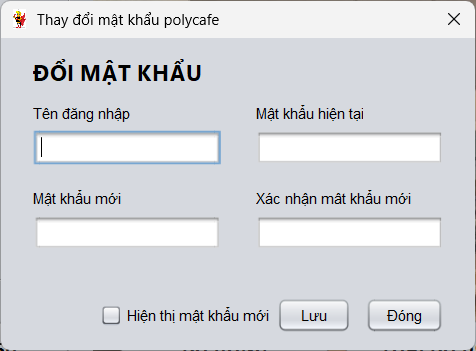 Thay đổi mật khẩu polycafe
ĐỔI MẬT KHẨU
Tên đăng nhập
Mật khẩu hiện tại
Mật khẩu mới
Xác nhận mât khẩu mới
Hiện thị mật khẩu mới
Lưu
Đóng